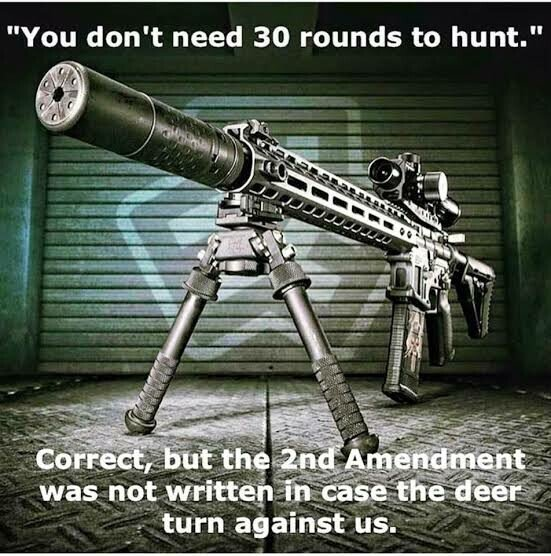 "You don't need 30 rounds to hunt."
Correct, but the 2nd Amendment
was not written in case the deer
turn against us.